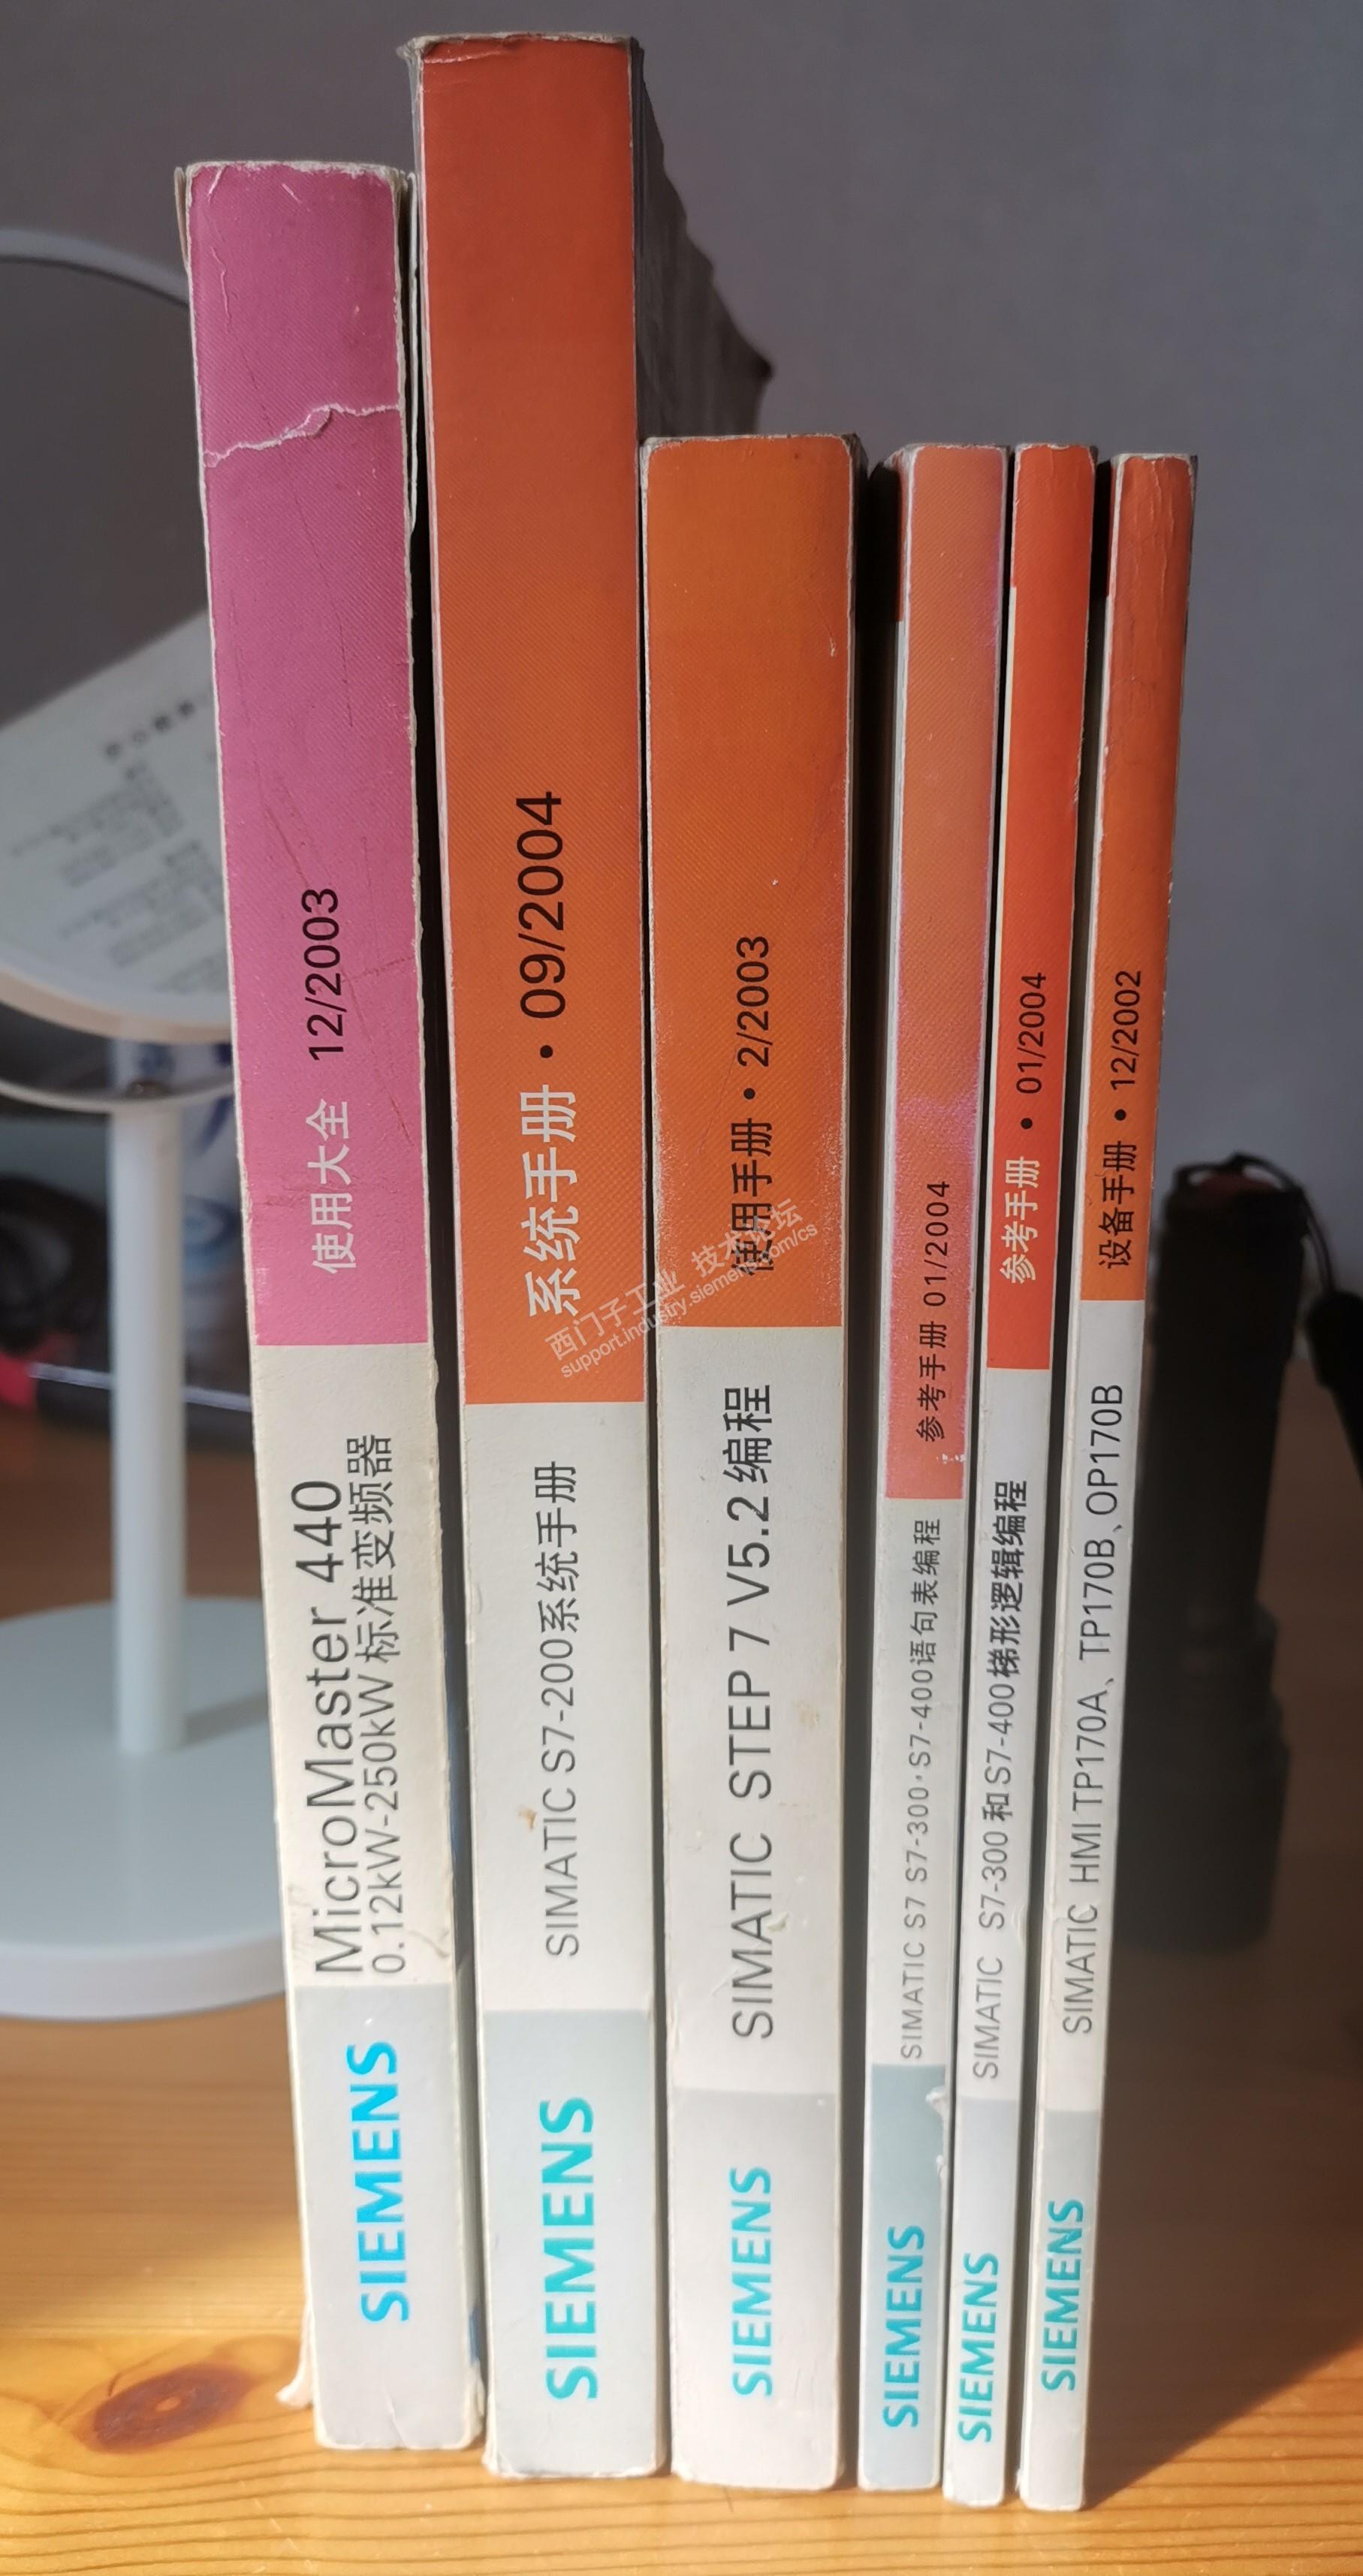 SIEMENS
MicroMaster 440
0.12kW-250kW 标准变频器
使用大全 12/2003
SIEMENS
SIMATIC S7-200系统手册
系统手册 • 09/2004
SIEMENS
SIMATIC STEP 7 V5.2 编程
使用手册 • 2/2003
SIEMENS
SIMATIC S7 S7-300·S7-400语句表编程
参考手册 01/2004
SIEMENS
SIMATIC S7-300和S7-400梯形逻辑编程
参考手册 • 01/2004
SIEMENS
SIMATIC HMI TP170A、TP170B、OP170B
设备手册 • 12/2002
西门子工业 技术论坛
support.industry.siemens.com/cs